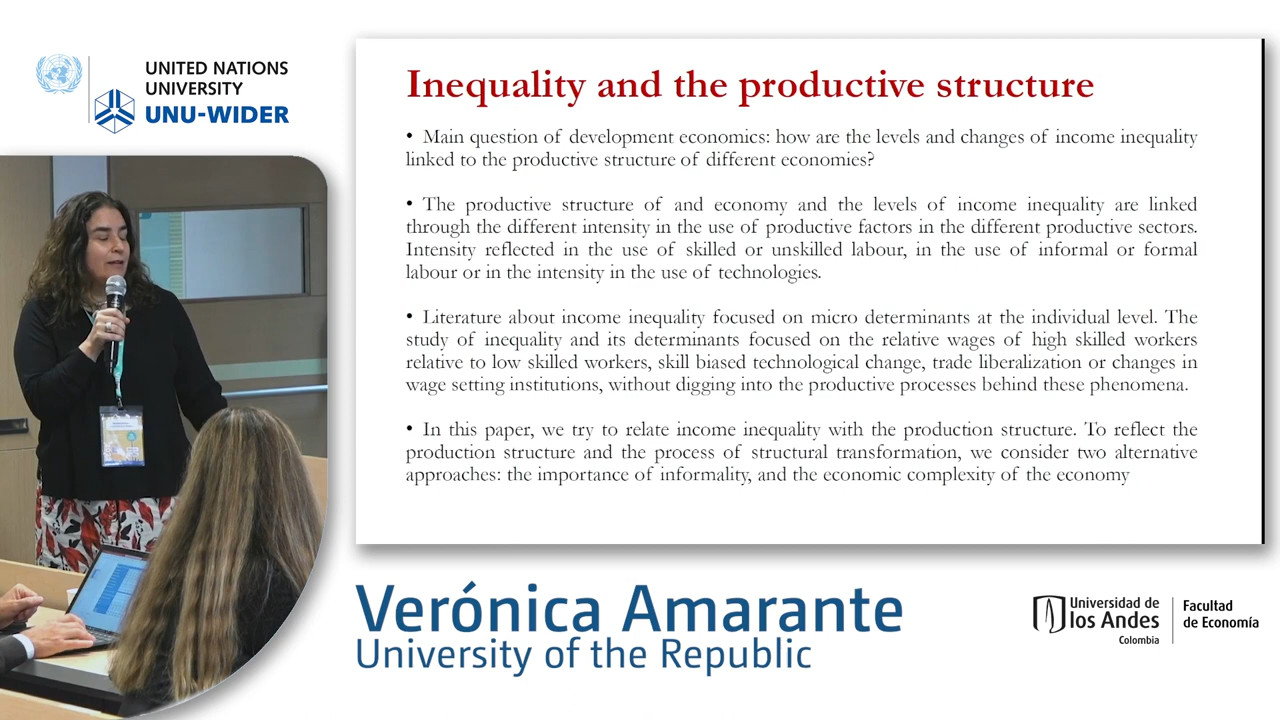 UNITED NATIONS
UNIVERSITY
UNU-WIDER
Inequality and the productive structure
• Main question of development economics: how are the levels and changes of income inequality
linked to the productive structure of different economies?
• The productive structure of and economy and the levels of income inequality are linked
through the different intensity in the use of productive factors in the different productive sectors.
Intensity reflected in the use of skilled or unskilled labour, in the use of informal or formal
labour or in the intensity in the use of technologies.
• Literature about income inequality focused on micro determinants at the individual level. The
study of inequality and its determinants focused on the relative wages of high skilled workers
relative to low skilled workers, skill biased technological change, trade liberalization or changes in
wage setting institutions, without digging into the productive processes behind these phenomena.
• In this paper, we try to relate income inequality with the production structure. To reflect the
production structure and the process of structural transformation, we consider two alternative
approaches: the importance of informality, and the economic complexity of the economy
Verónica Amarante
University of the Republic
Universidad de
los Andes
Colombia
Facultad
de Economía